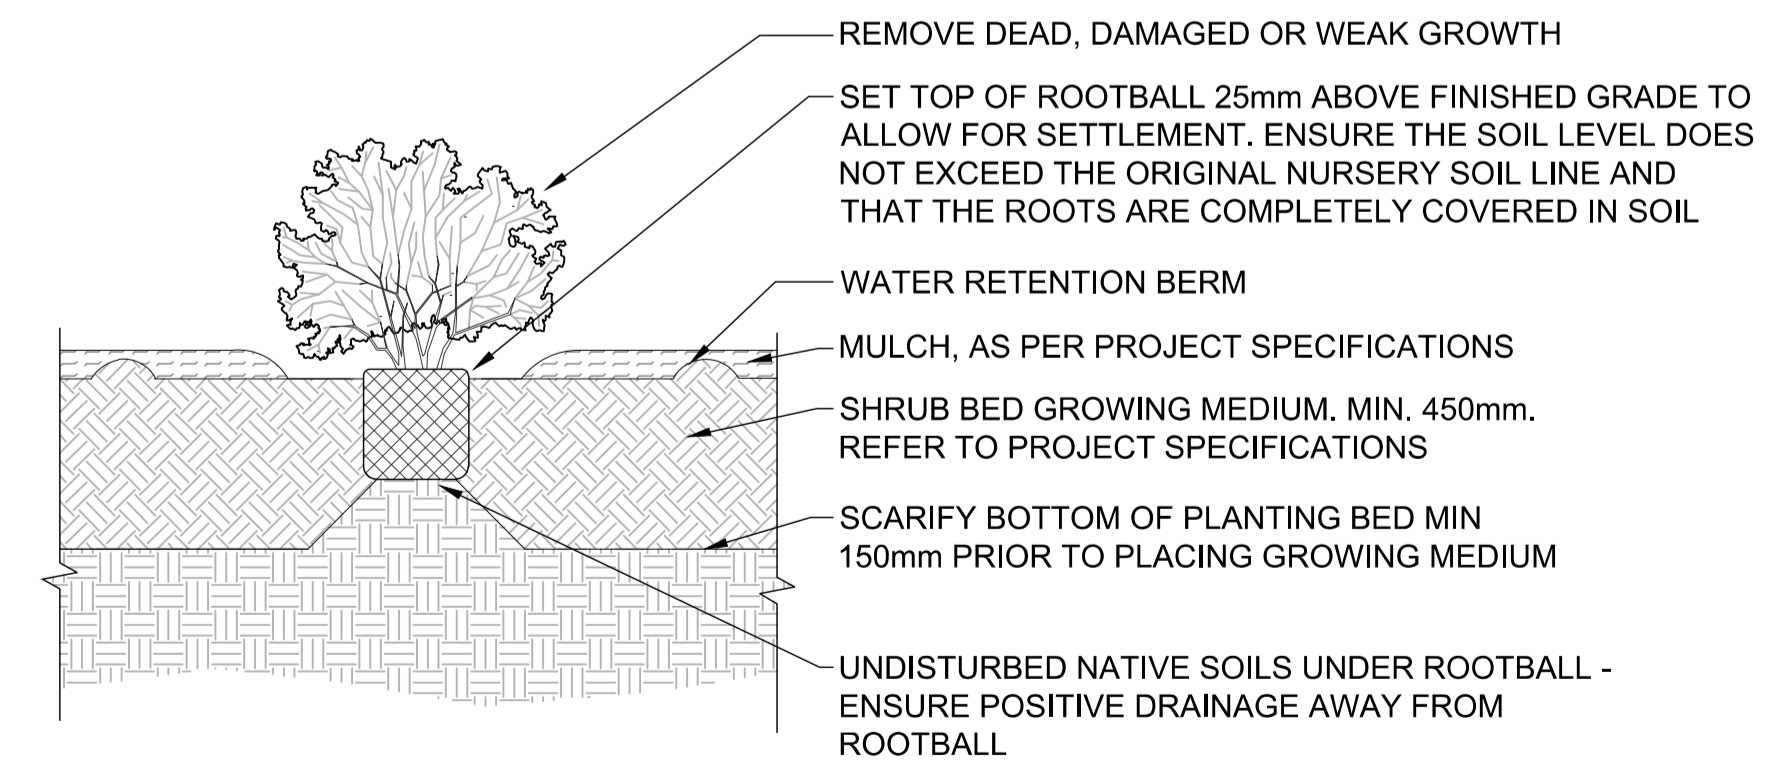 REMOVE DEAD, DAMAGED OR WEAK GROWTH
SET TOP OF ROOTBALL 25mm ABOVE FINISHED GRADE TO
ALLOW FOR SETTLEMENT. ENSURE THE SOIL LEVEL DOES
NOT EXCEED THE ORIGINAL NURSERY SOIL LINE AND
THAT THE ROOTS ARE COMPLETELY COVERED IN SOIL
WATER RETENTION BERM
MULCH, AS PER PROJECT SPECIFICATIONS
SHRUB BED GROWING MEDIUM. MIN. 450mm.
REFER TO PROJECT SPECIFICATIONS
SCARIFY BOTTOM OF PLANTING BED MIN
150mm PRIOR TO PLACING GROWING MEDIUM
UNDISTURBED NATIVE SOILS UNDER ROOTBALL -
ENSURE POSITIVE DRAINAGE AWAY FROM
ROOTBALL